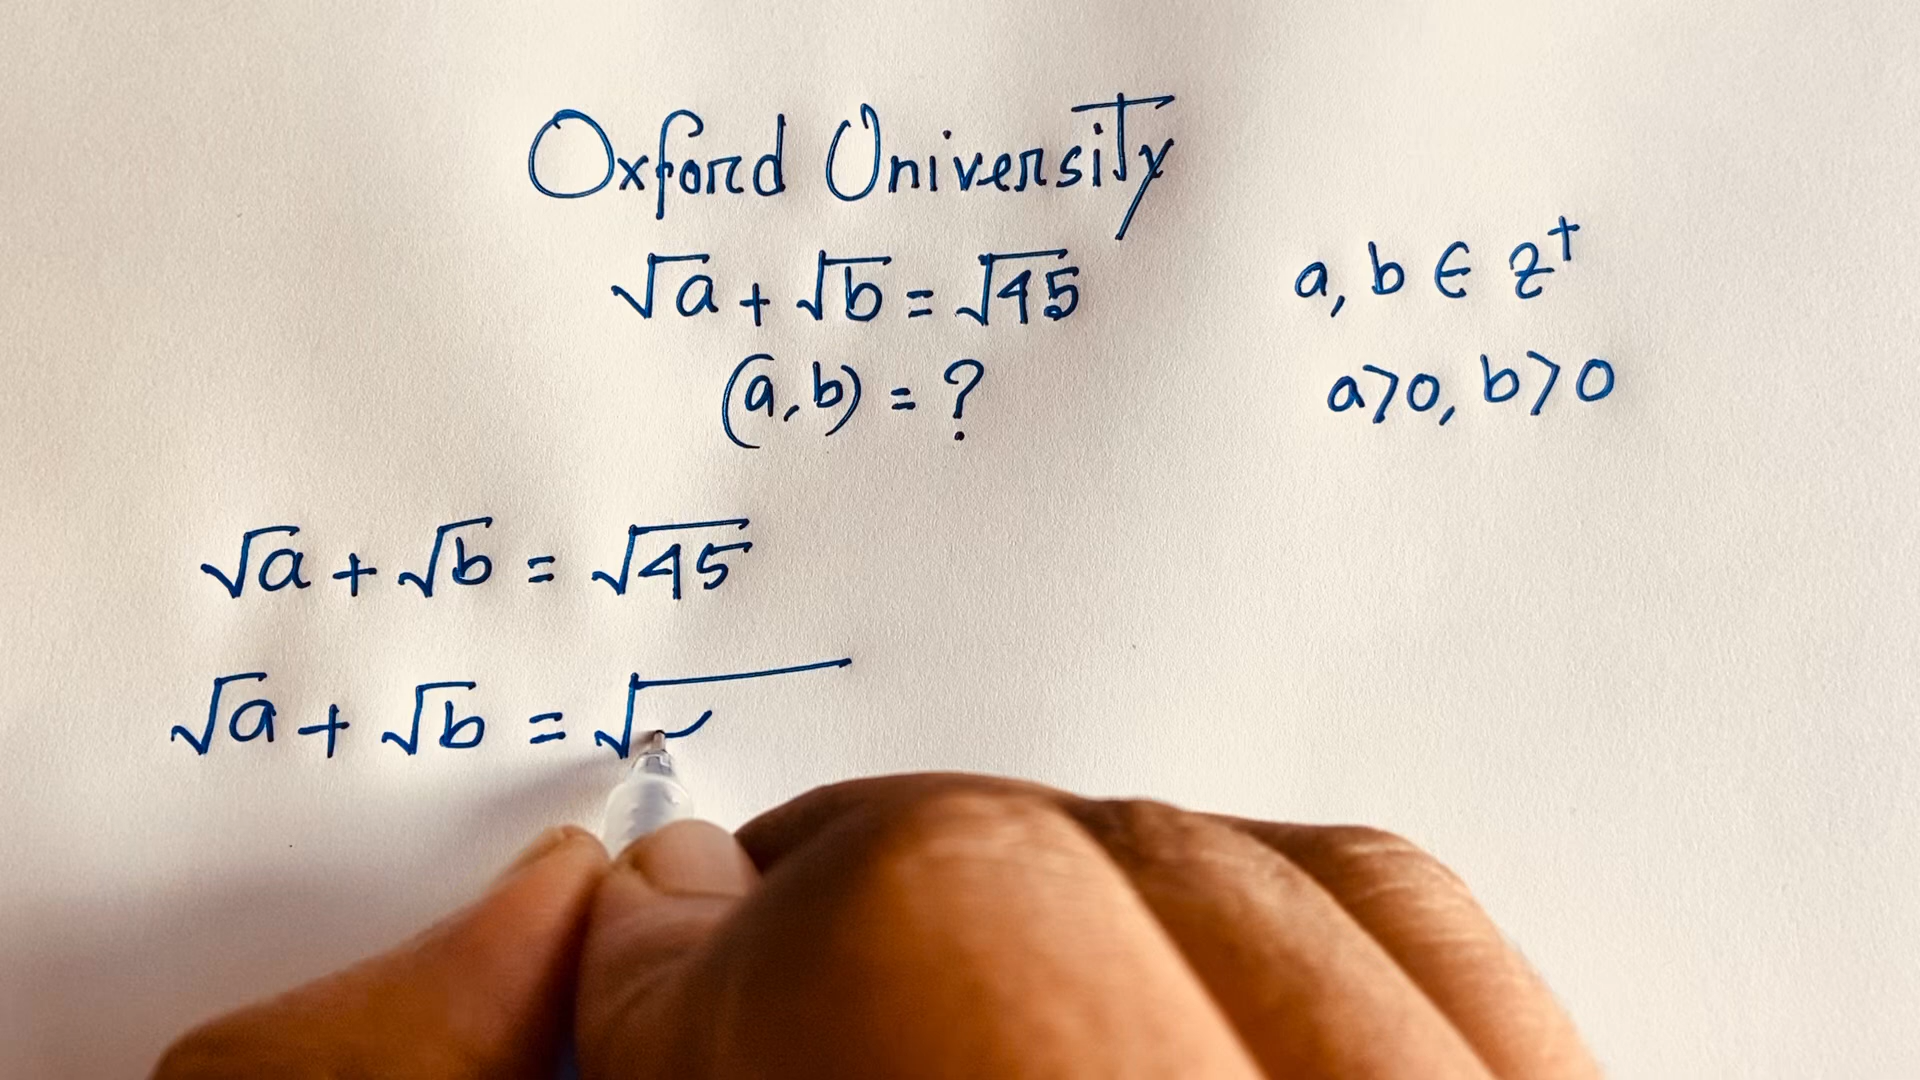 Oxford University
√a + √b = √45
a, b ∈ z⁺
(a, b) = ?
a>0, b>0
√a + √b = √45
√a + √b = √